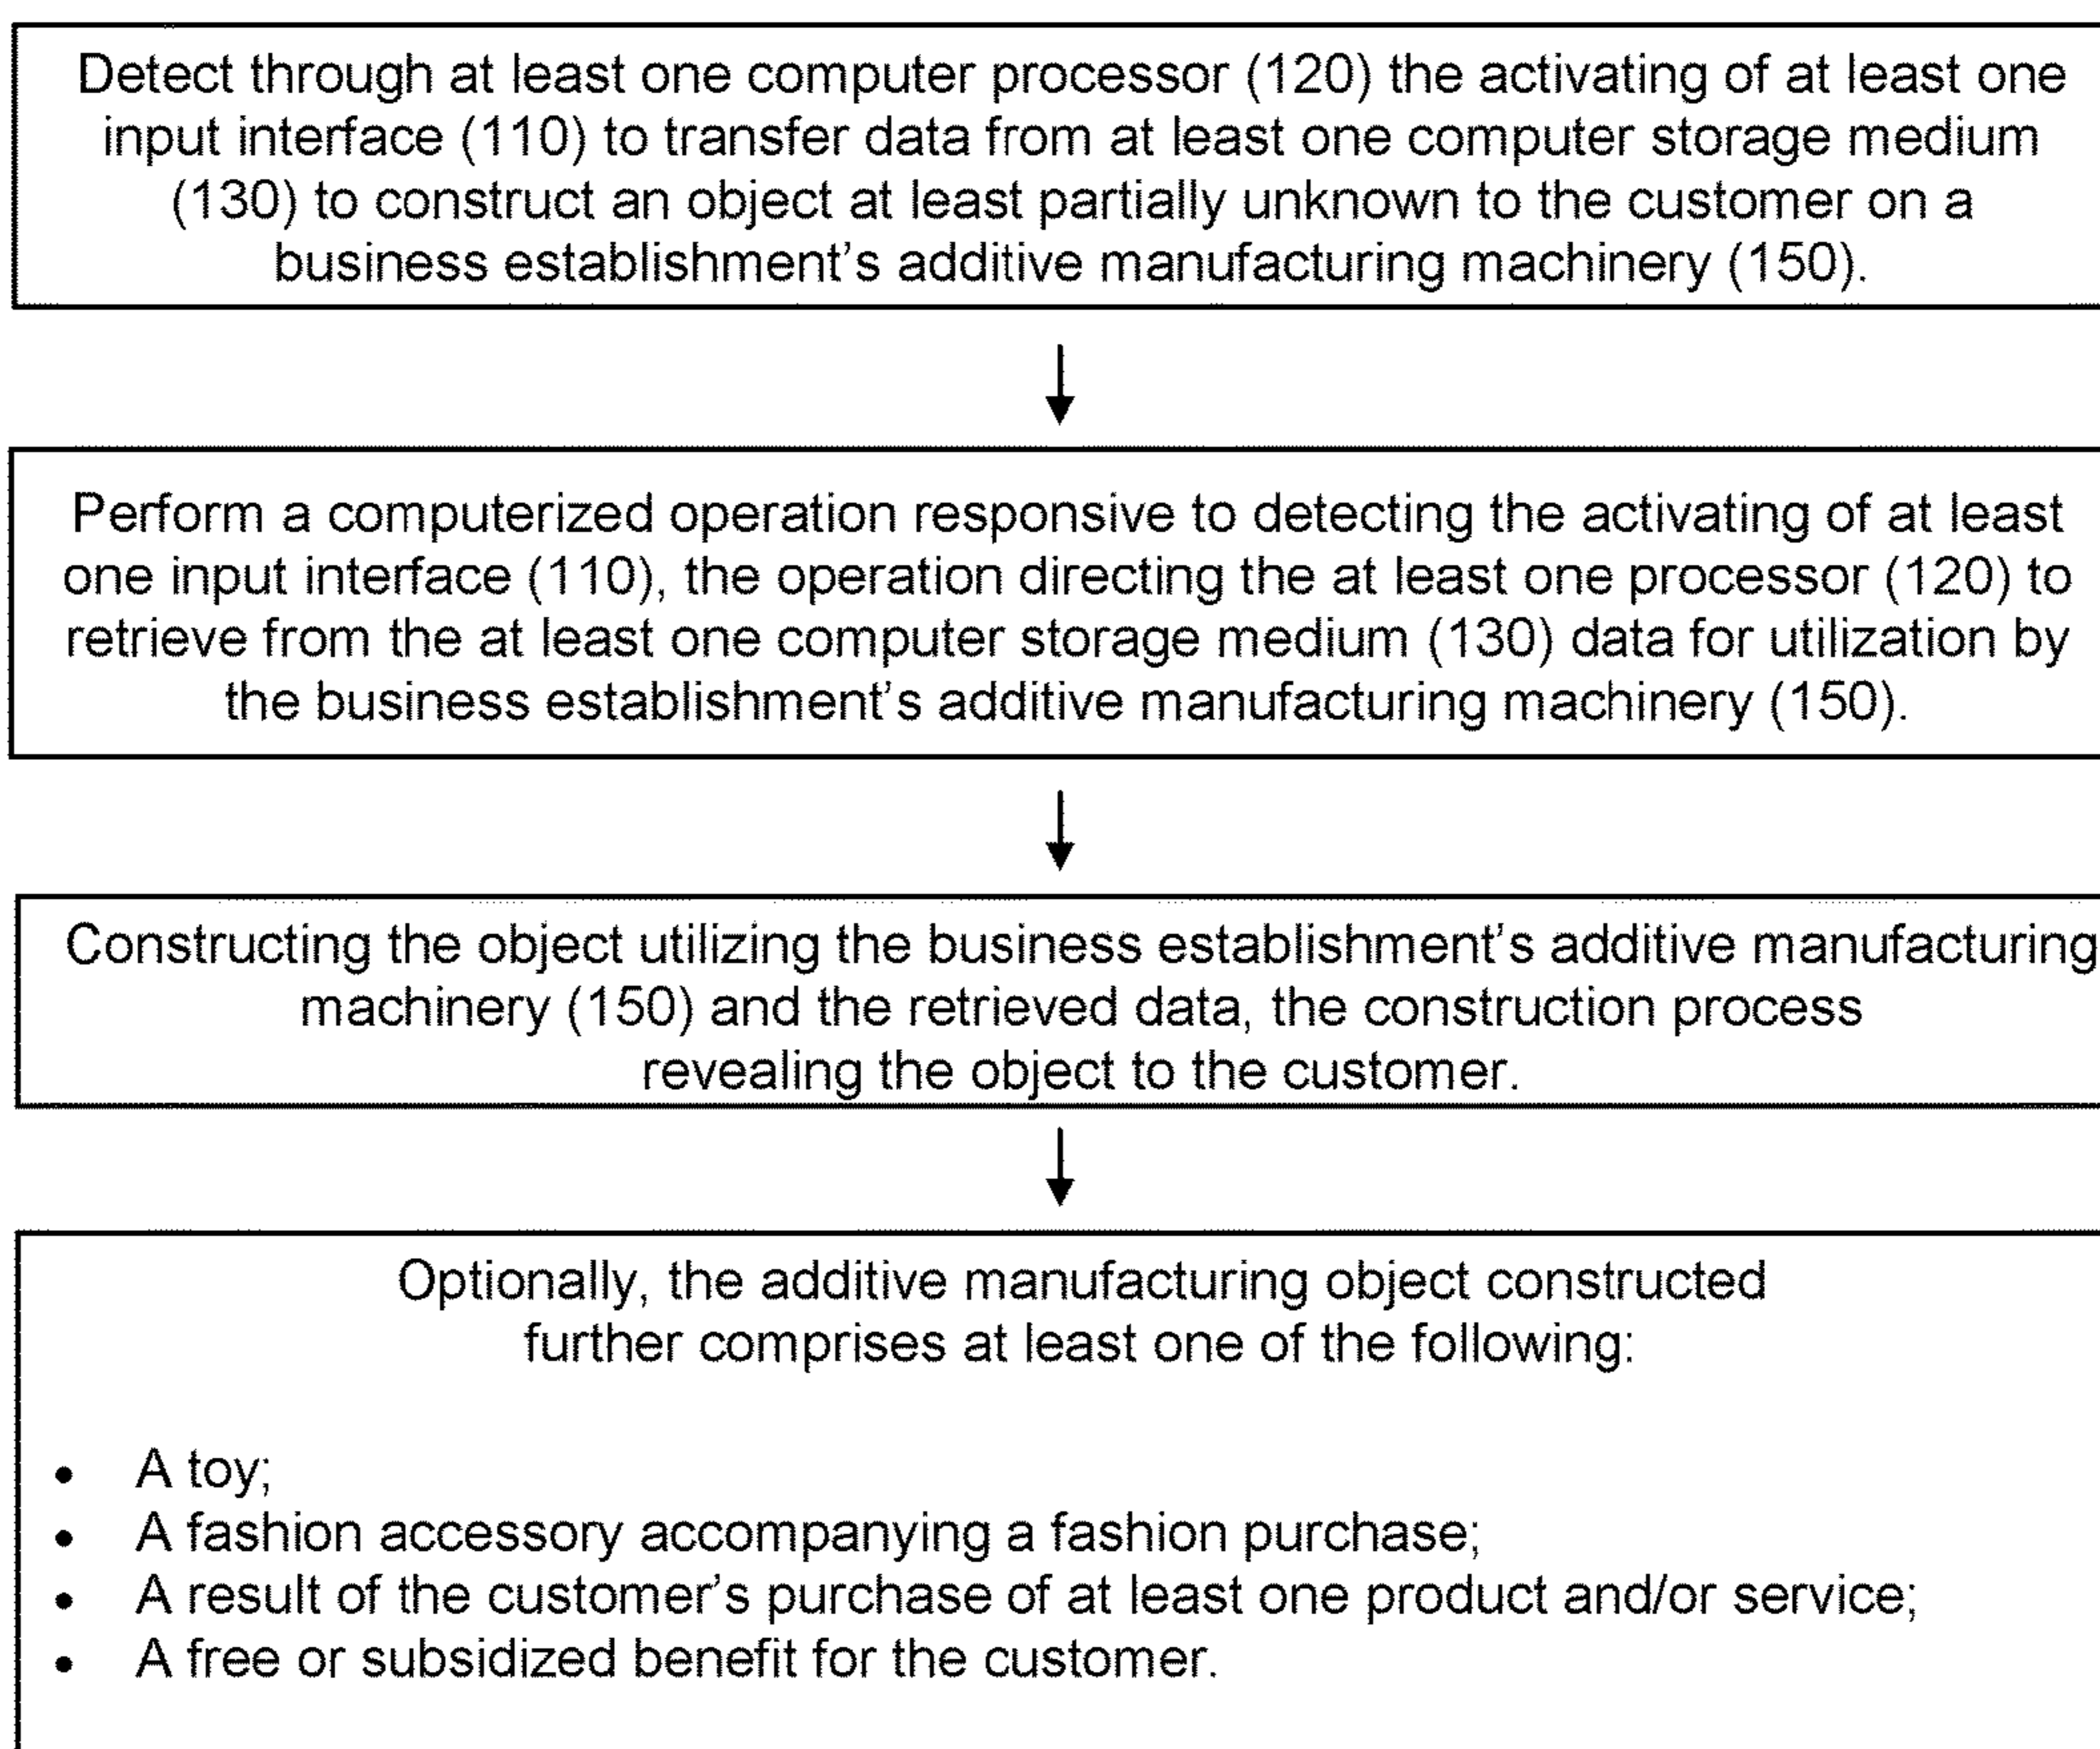 Detect through at least one computer processor (120) the activating of at least one
input interface (110) to transfer data from at least one computer storage medium
(130) to construct an object at least partially unknown to the customer on a
business establishment's additive manufacturing machinery (150).
Perform a computerized operation responsive to detecting the activating of at least
one input interface (110), the operation directing the at least one processor (120) to
retrieve from the at least one computer storage medium (130) data for utilization by
the business establishment's additive manufacturing machinery (150).
Constructing the object utilizing the business establishment's additive manufacturing
machinery (150) and the retrieved data, the construction process
revealing the object to the customer.
Optionally, the additive manufacturing object constructed
further comprises at least one of the following:
• A toy;
• A fashion accessory accompanying a fashion purchase;
• A result of the customer's purchase of at least one product and/or service;
• A free or subsidized benefit for the customer.